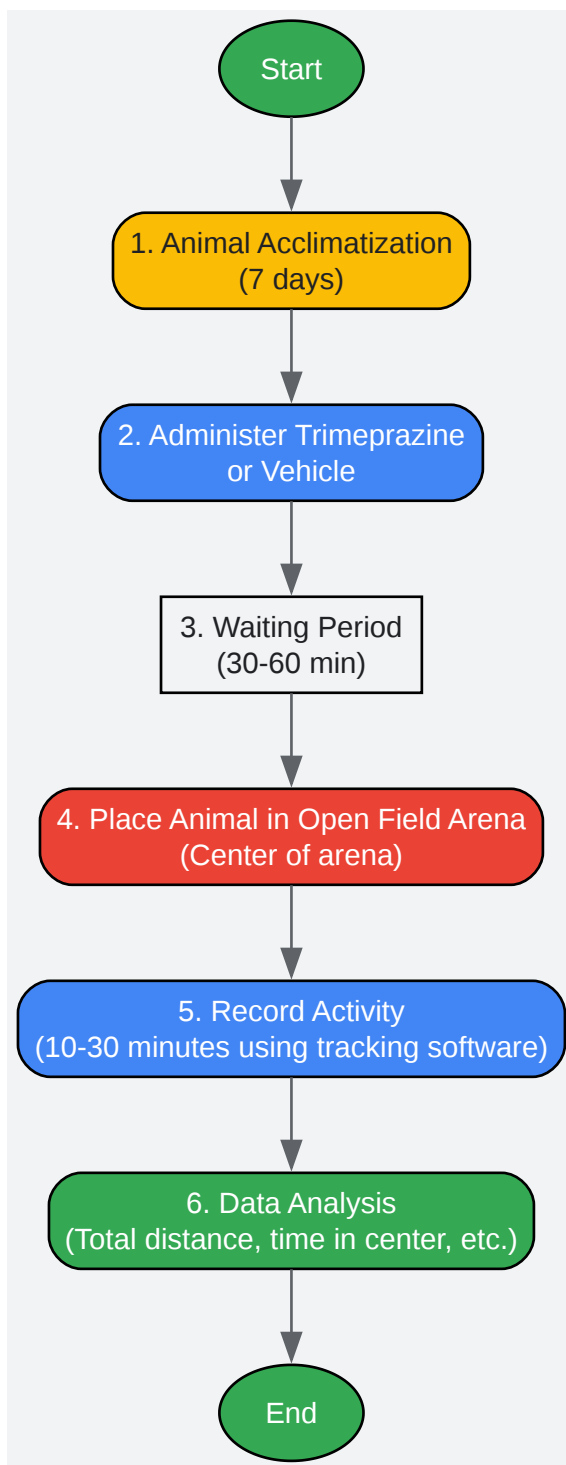 Start
1. Animal Acclimatization
(7 days)
2. Administer Trimeprazine
or Vehicle
3. Waiting Period
(30-60 min)
4. Place Animal in Open Field Arena
(Center of arena)
5. Record Activity
(10-30 minutes using tracking software)
6. Data Analysis
(Total distance, time in center, etc.)
End